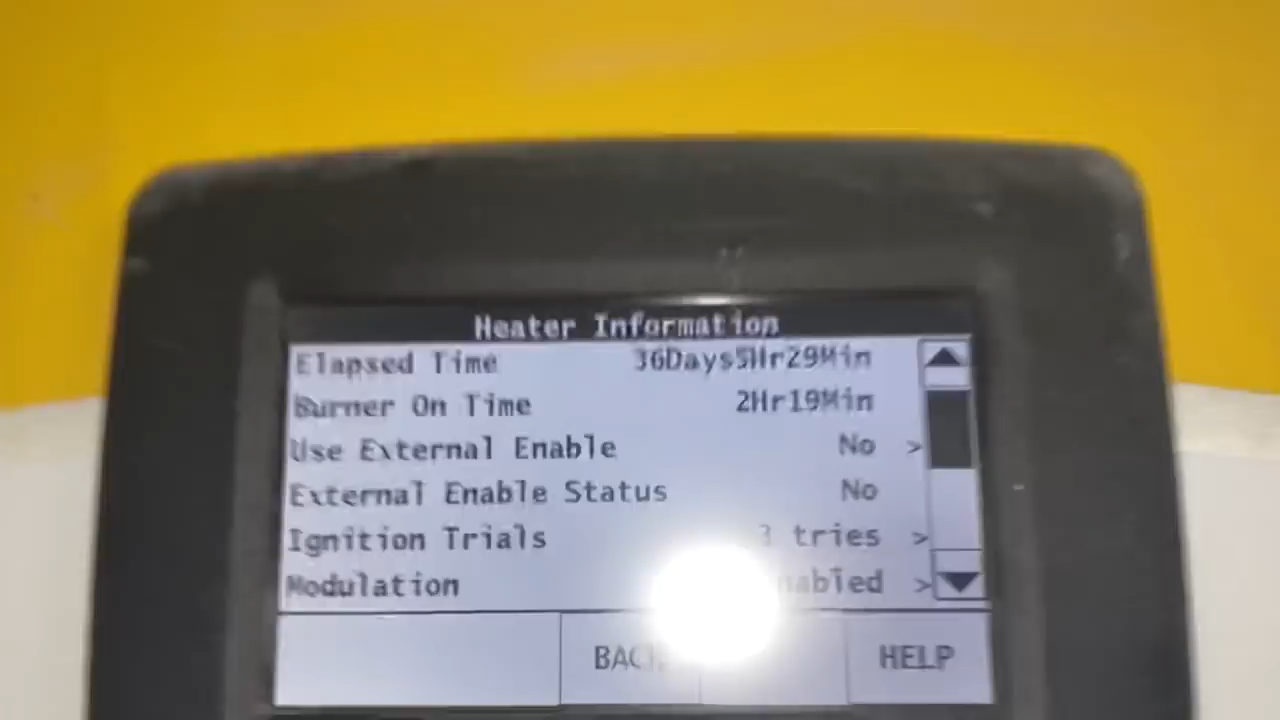 Heater Information
Elapsed Time 36Days5Hr29Min
Burner On Time 2Hr19Min
Use External Enable No >
External Enable Status No
Ignition Trials 3 tries >
Modulation >
HELP